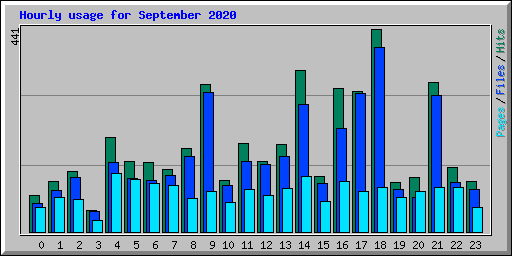 Hourly usage for September 2020
441
Pages / Files / Hits
0 1 2 3 4 5 6 7 8 9 10 11 12 13 14 15 16 17 18 19 20 21 22 23